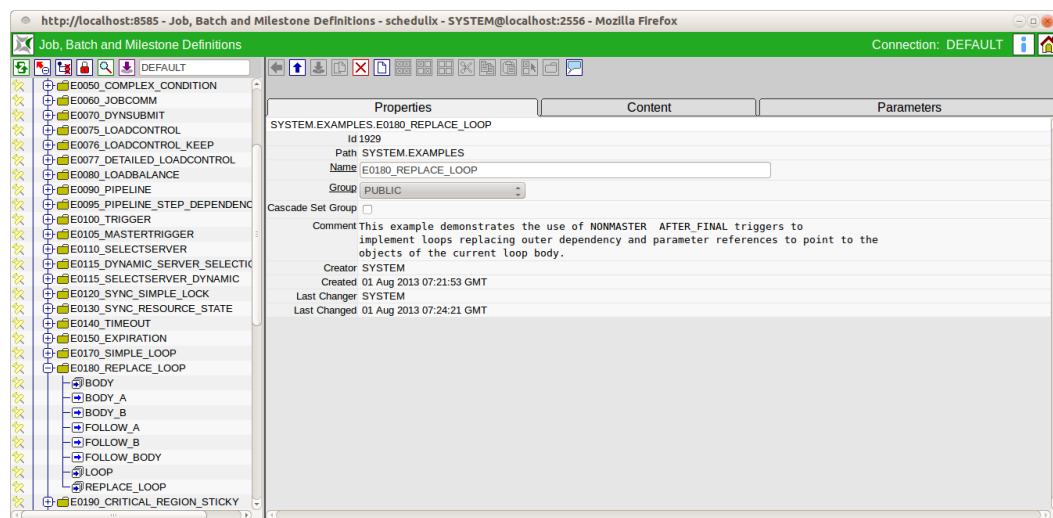 http://localhost:8585 - Job, Batch and Milestone Definitions - schedulix - SYSTEM@localhost:2556 - Mozilla Firefox
Job, Batch and Milestone Definitions
Connection: DEFAULT
DEFAULT
E0050_COMPLEX_CONDITION
E0060_JOBCOMM
E0070_DYNSUBMIT
E0075_LOADCONTROL
E0076_LOADCONTROL_KEEP
E0077_DETAILED_LOADCONTROL
E0080_LOADBALANCE
E0090_PIPELINE
E0095_PIPELINE_STEP_DEPENDENC
E0100_TRIGGER
E0105_MASTERTRIGGER
E0110_SELECTSERVER
E0115_DYNAMIC_SERVER_SELECTIC
E0115_SELECTSERVER_DYNAMIC
E0120_SYNC_SIMPLE_LOCK
E0130_SYNC_RESOURCE_STATE
E0140_TIMEOUT
E0150_EXPIRATION
E0170_SIMPLE_LOOP
E0180_REPLACE_LOOP
BODY
BODY_A
BODY_B
FOLLOW_A
FOLLOW_B
FOLLOW_BODY
LOOP
REPLACE_LOOP
E0190_CRITICAL_REGION_STICKY
Properties
Content
Parameters
SYSTEM.EXAMPLES.E0180_REPLACE_LOOP
Id 1929
Path SYSTEM.EXAMPLES
Name E0180_REPLACE_LOOP
Group PUBLIC
Cascade Set Group
Comment This example demonstrates the use of NONMASTER AFTER_FINAL triggers to
implement loops replacing outer dependency and parameter references to point to the
objects of the current loop body.
Creator SYSTEM
Created 01 Aug 2013 07:21:53 GMT
Last Changer SYSTEM
Last Changed 01 Aug 2013 07:24:21 GMT